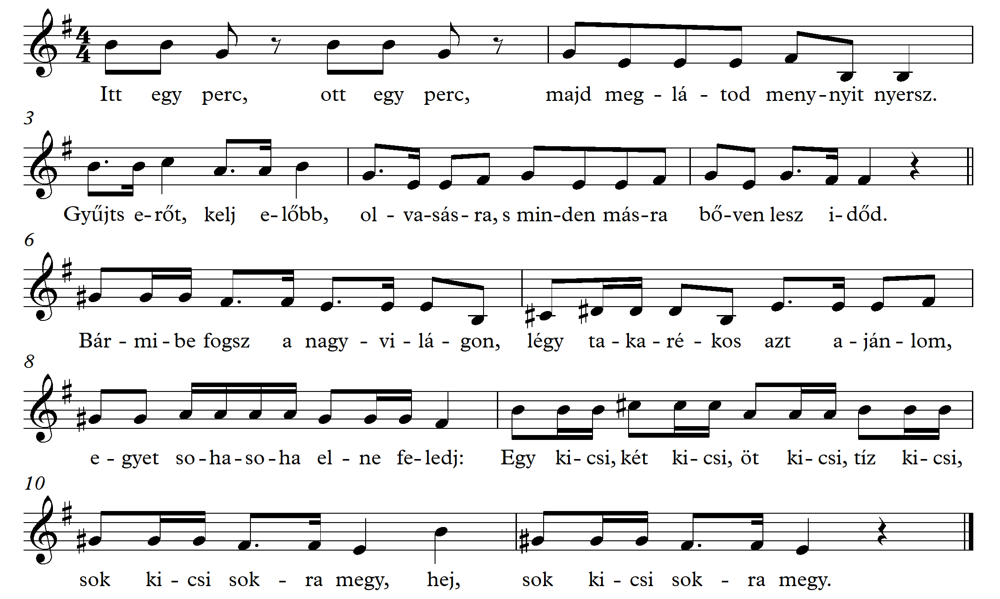 Itt egy perc, ott egy perc, majd meg - lá - tod meny - nyit nyersz.
3
Gyűjts e - rőt, kelj e - lőbb, ol - va - sás - ra, s min - den más - ra bő - ven lesz i - dőd.
6
Bár - mi - be fogsz a nagy - vi - lá - gon, légy ta - ka - ré - kos azt a - ján - lom,
8
e - gyet so - ha - so - ha el - ne fe - ledj: Egy ki - csi, két ki - csi, öt ki - csi, tíz ki - csi,
10
sok ki - csi sok - ra megy, hej, sok ki - csi sok - ra megy.